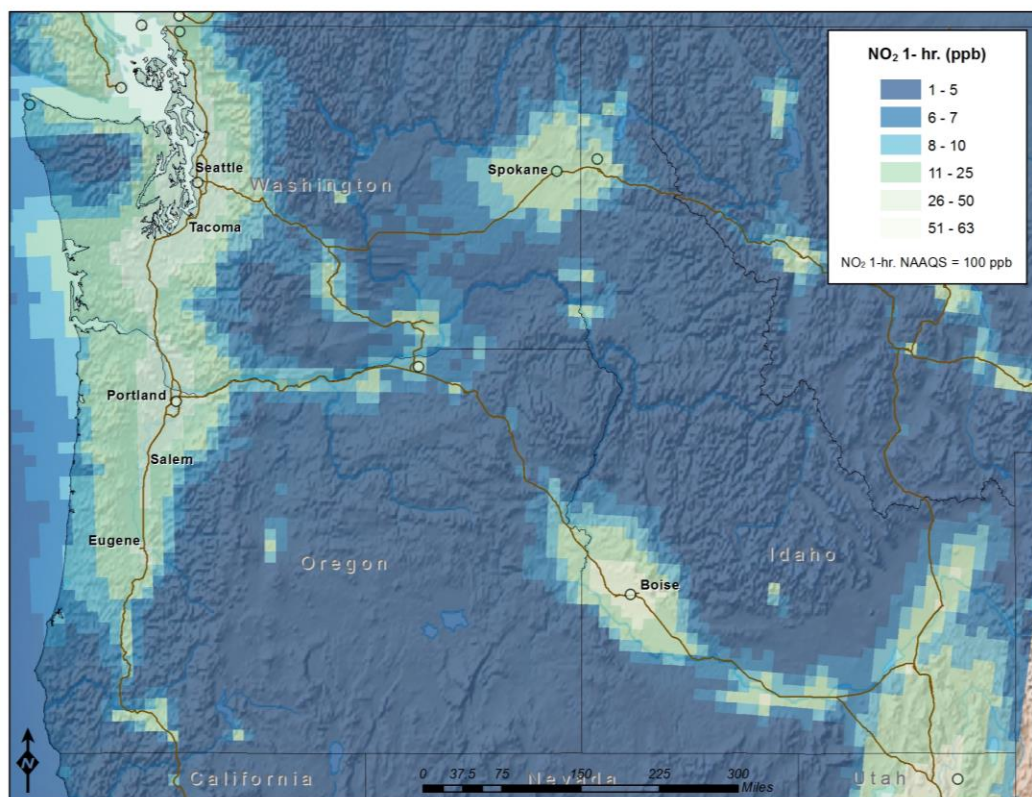 NO₂ 1- hr. (ppb)
1 - 5
6 - 7
8 - 10
11 - 25
26 - 50
51 - 63
NO₂ 1-hr. NAAQS = 100 ppb
Seattle
Washington
Spokane
Tacoma
Portland
Salem
Eugene
Oregon
Idaho
Boise
N
California
Nevada
Utah
0 37.5 75 150 225 300
Miles